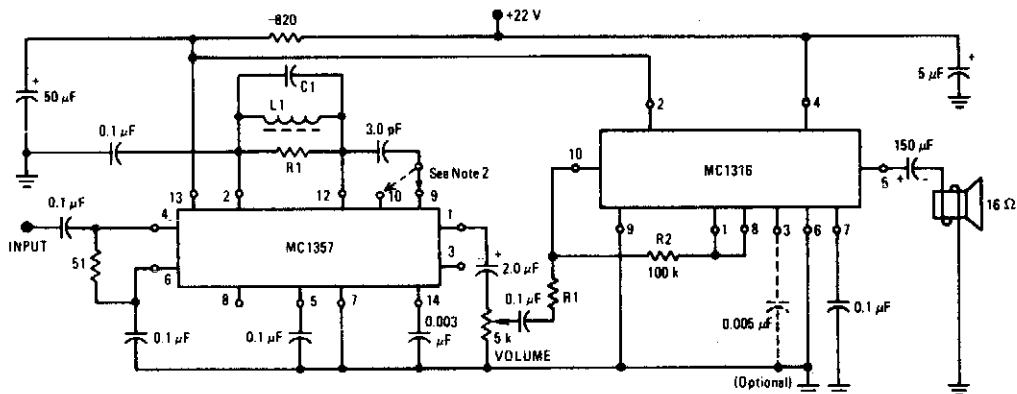 -820
+22 V
+
50 μF
C1
L1
R1
0.1 μF
3.0 pF
See Note 2
13
2
12
10
9
2
4
+
5 μF
10
MC1316
150 μF
5
+
-
16 Ω
0.1 μF
INPUT
51
4
6
MC1357
1
3
+
2.0 μF
8
5
7
14
0.1 μF
0.1 μF
0.003
μF
5 k
VOLUME
0.1 μF
R1
R2
100 k
9
1
8
3
6
7
0.005 μF
0.1 μF
(Optional)